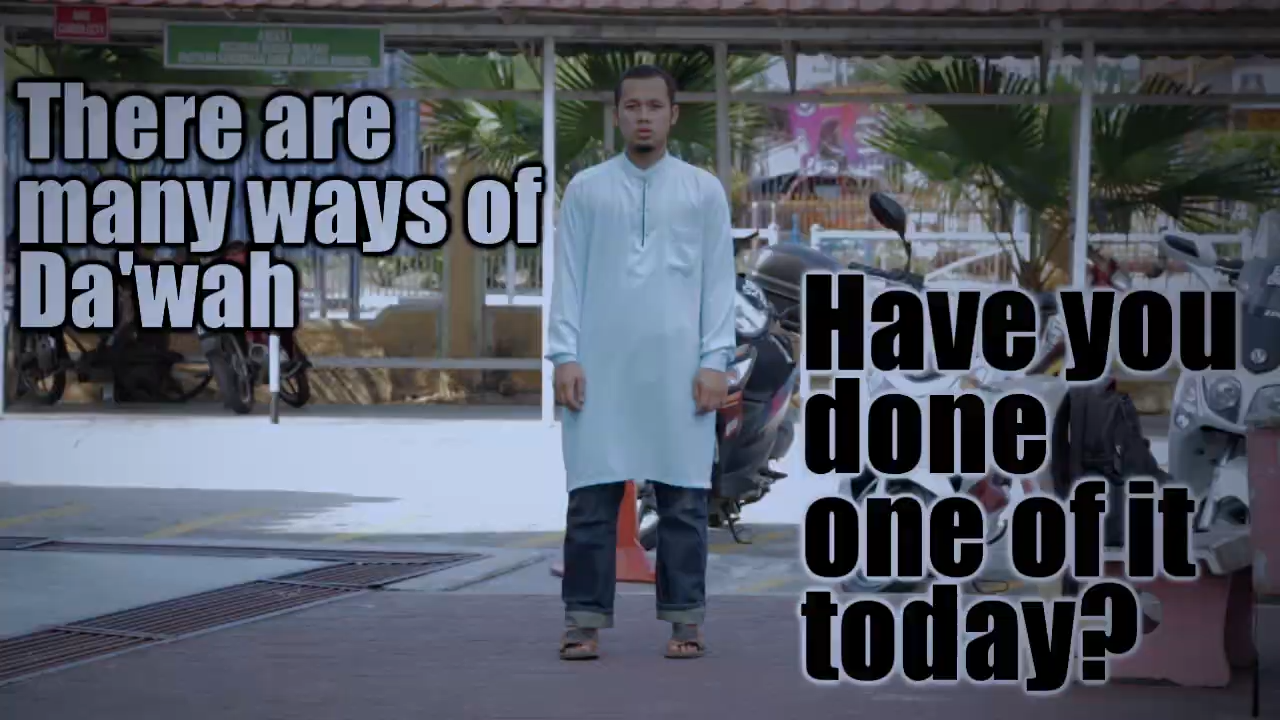 There are
many ways of
Da'wah
Have you
done
one of it
today?